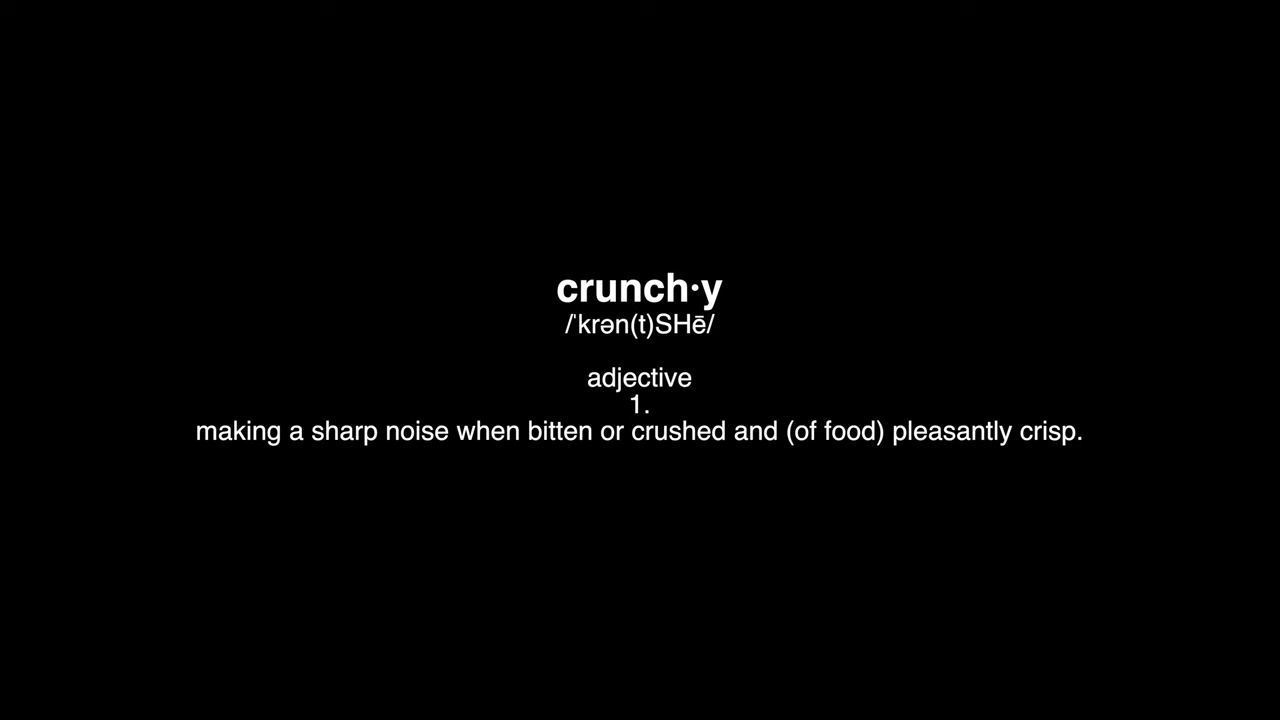 crunch·y
/ˈkrən(t)SHē/
adjective
1.
making a sharp noise when bitten or crushed and (of food) pleasantly crisp.